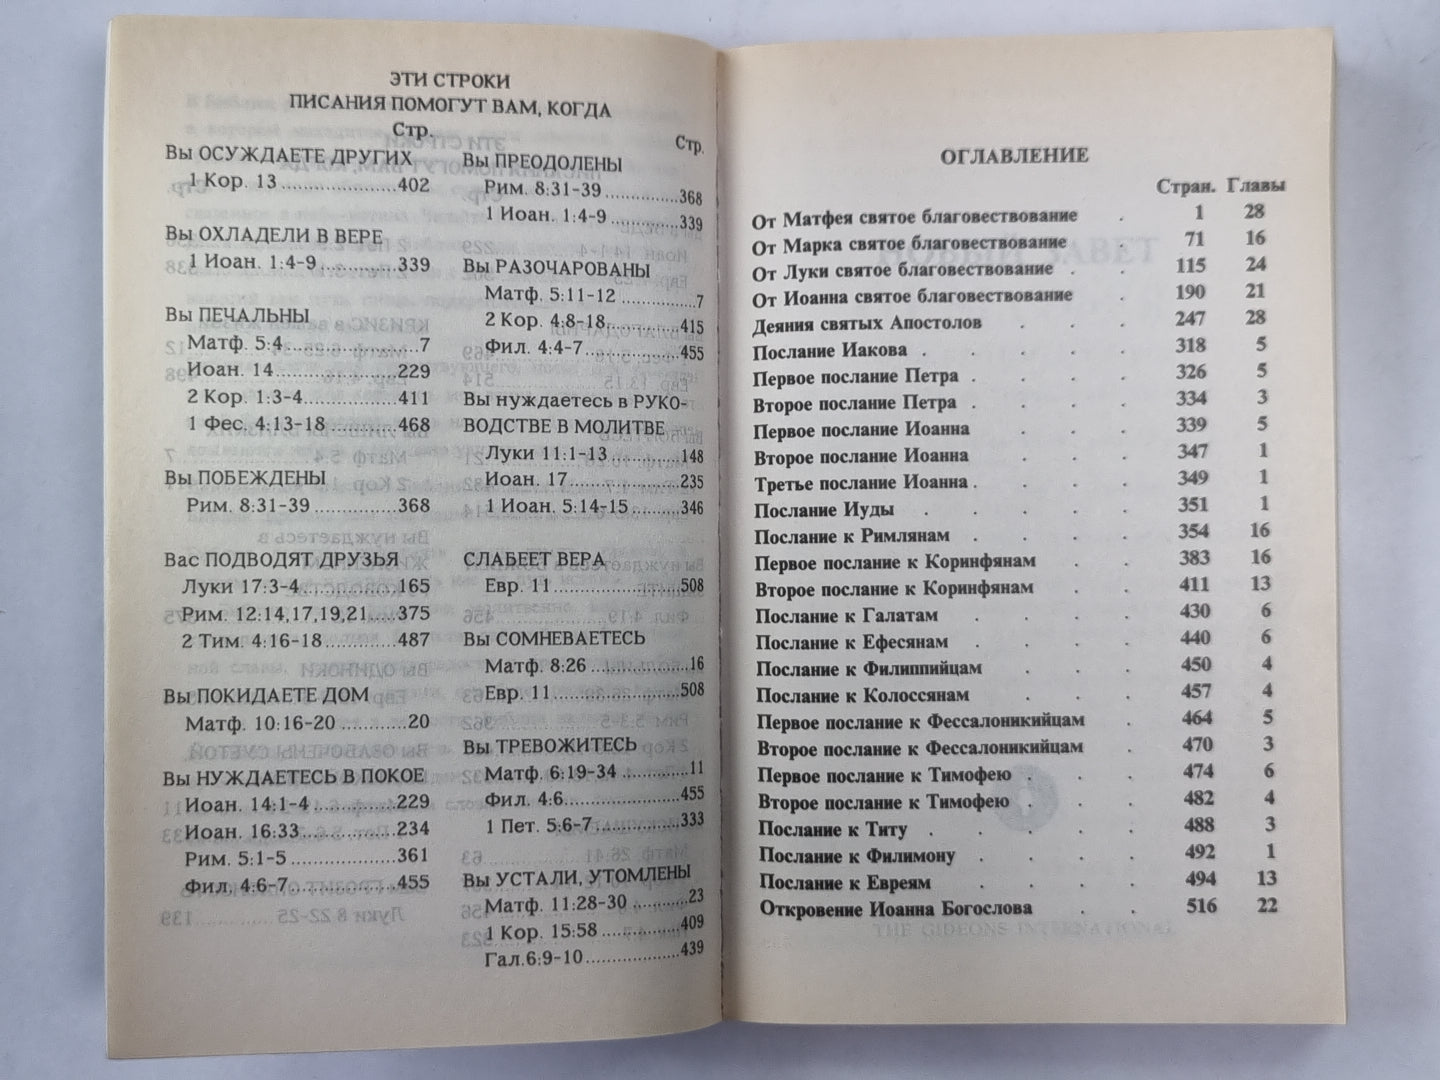 ЭТИ СТРОКИ
ПИСАНИЯ ПОМОГУТ ВАМ, КОГДА
Стр.
Вы ОСУЖДАЕТЕ ДРУГИХ
1 Кор. 13....................402
Вы ОХЛАДЕЛИ В ВЕРЕ
1 Иоан. 1:4-9...........339
Вы ПЕЧАЛЬНЫ
Матф. 5:4..................7
Иоан. 14..................229
2 Кор. 1:3-4.............411
1 Фес. 4:13-18.........468
Вы ПОБЕЖДЕНЫ
Рим. 8:31-39............368
Вас ПОДВОДЯТ ДРУЗЬЯ
Луки 17:3-4.............165
Рим. 12:14,17,19,21....375
2 Тим. 4:16-18.........487
Вы ПОКИДАЕТЕ ДОМ
Матф. 10:16-20.........20
Вы НУЖДАЕТЕСЬ В ПОКОЕ
Иоан. 14:1-4............229
Иоан. 16:33.............234
Рим. 5:1-5...............361
Фил. 4:6-7..............455
Стр.
Вы ПРЕОДОЛЕНЫ
Рим. 8:31-39...........368
1 Иоан. 1:4-9...........339
Вы РАЗОЧАРОВАНЫ
Матф. 5:11-12............7
2 Кор. 4:8-18...........415
Фил. 4:4-7...............455
Вы нуждаетесь в РУКО-
ВОДСТВЕ В МОЛИТВЕ
Луки 11:1-13...........148
Иоан. 17.................235
1 Иоан. 5:14-15........346
СЛАБЕЕТ ВЕРА
Евр. 11...................508
Вы СОМНЕВАЕТЕСЬ
Матф. 8:26...............16
Евр. 11...................508
Вы ТРЕВОЖИТЕСЬ
Матф. 6:19-34...........11
Фил. 4:6.................455
1 Пет. 5:6-7.............333
Вы УСТАЛИ, УТОМЛЕНЫ
Матф. 11:28-30..........23
1 Кор. 15:58.............409
Гал.6:9-10...............439
ОГЛАВЛЕНИЕ
Стран. Главы
От Матфея святое благовествование . 1 28
От Марка святое благовествование . 71 16
От Луки святое благовествование . . 115 24
От Иоанна святое благовествование . 190 21
Деяния святых Апостолов . . . 247 28
Послание Иакова . . . . 318 5
Первое послание Петра . . . . 326 5
Второе послание Петра . . . . 334 3
Первое послание Иоанна . . . 339 5
Второе послание Иоанна . . . 347 1
Третье послание Иоанна . . . . 349 1
Послание Иуды . . . . 351 1
Послание к Римлянам . . . . 354 16
Первое послание к Коринфянам . . 383 16
Второе послание к Коринфянам . . 411 13
Послание к Галатам . . . . 430 6
Послание к Ефесянам . . . . 440 6
Послание к Филиппийцам . . . 450 4
Послание к Колоссянам . . . 457 4
Первое послание к Фессалоникийцам . 464 5
Второе послание к Фессалоникийцам . 470 3
Первое послание к Тимофею . . . 474 6
Второе послание к Тимофею . . . 482 4
Послание к Титу . . . . . 488 3
Послание к Филимону . . . . 492 1
Послание к Евреям . . . . 494 13
Откровение Иоанна Богослова . . 516 22